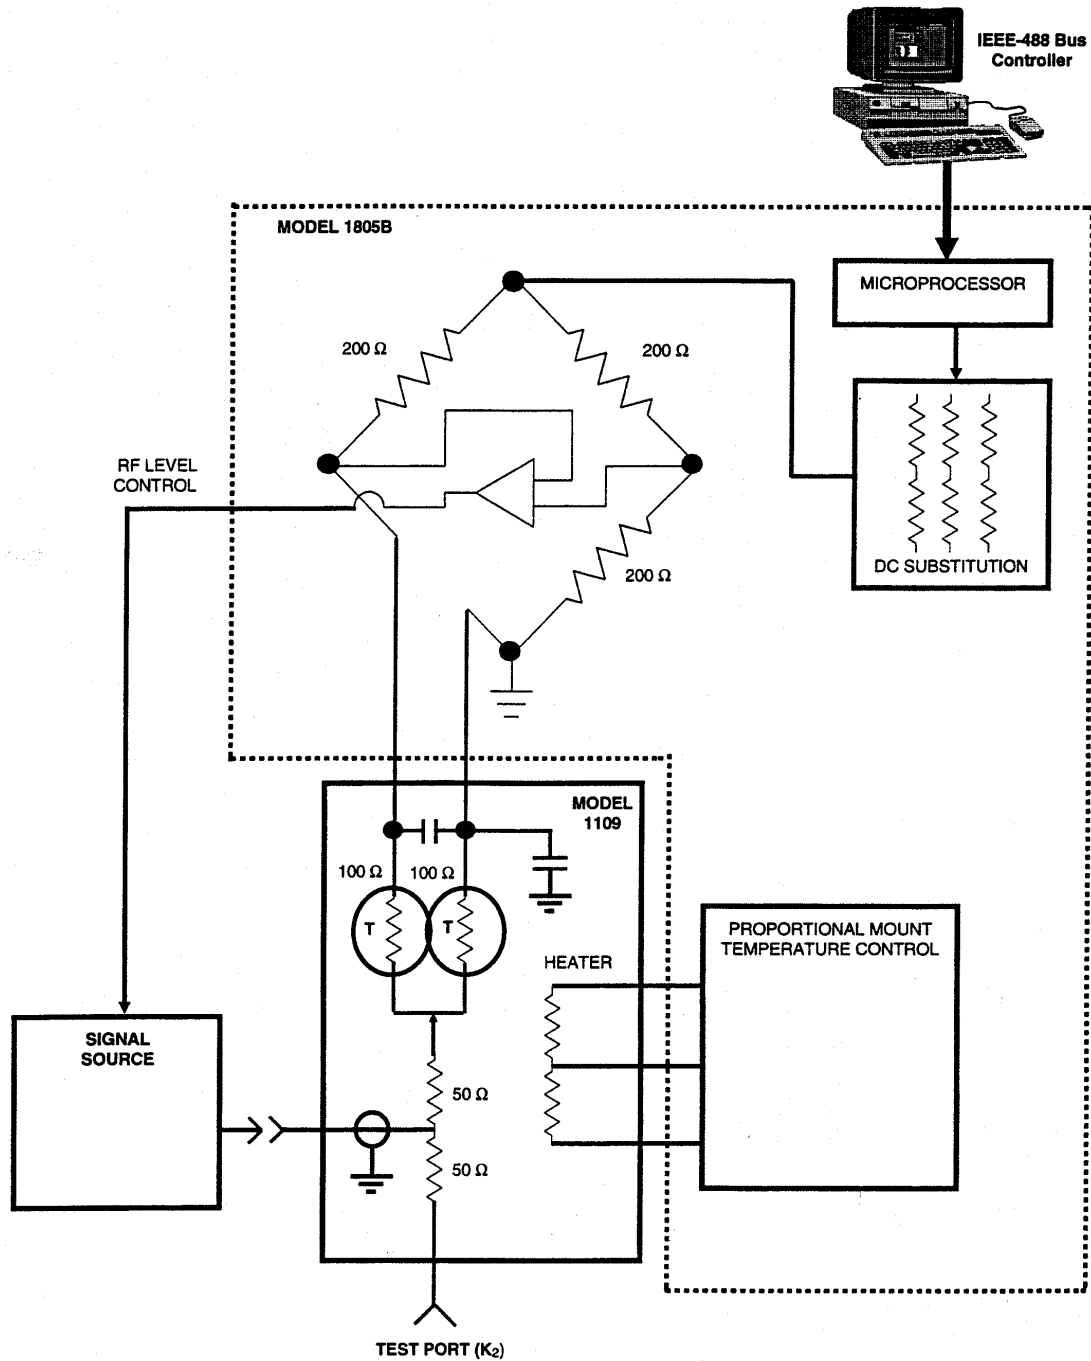 IEEE-488 Bus
Controller
MODEL 1805B
MICROPROCESSOR
200 Ω
200 Ω
RF LEVEL
CONTROL
DC SUBSTITUTION
200 Ω
MODEL
1109
100 Ω
100 Ω
T
T
PROPORTIONAL MOUNT
TEMPERATURE CONTROL
HEATER
SIGNAL
SOURCE
50 Ω
50 Ω
TEST PORT (K₂)